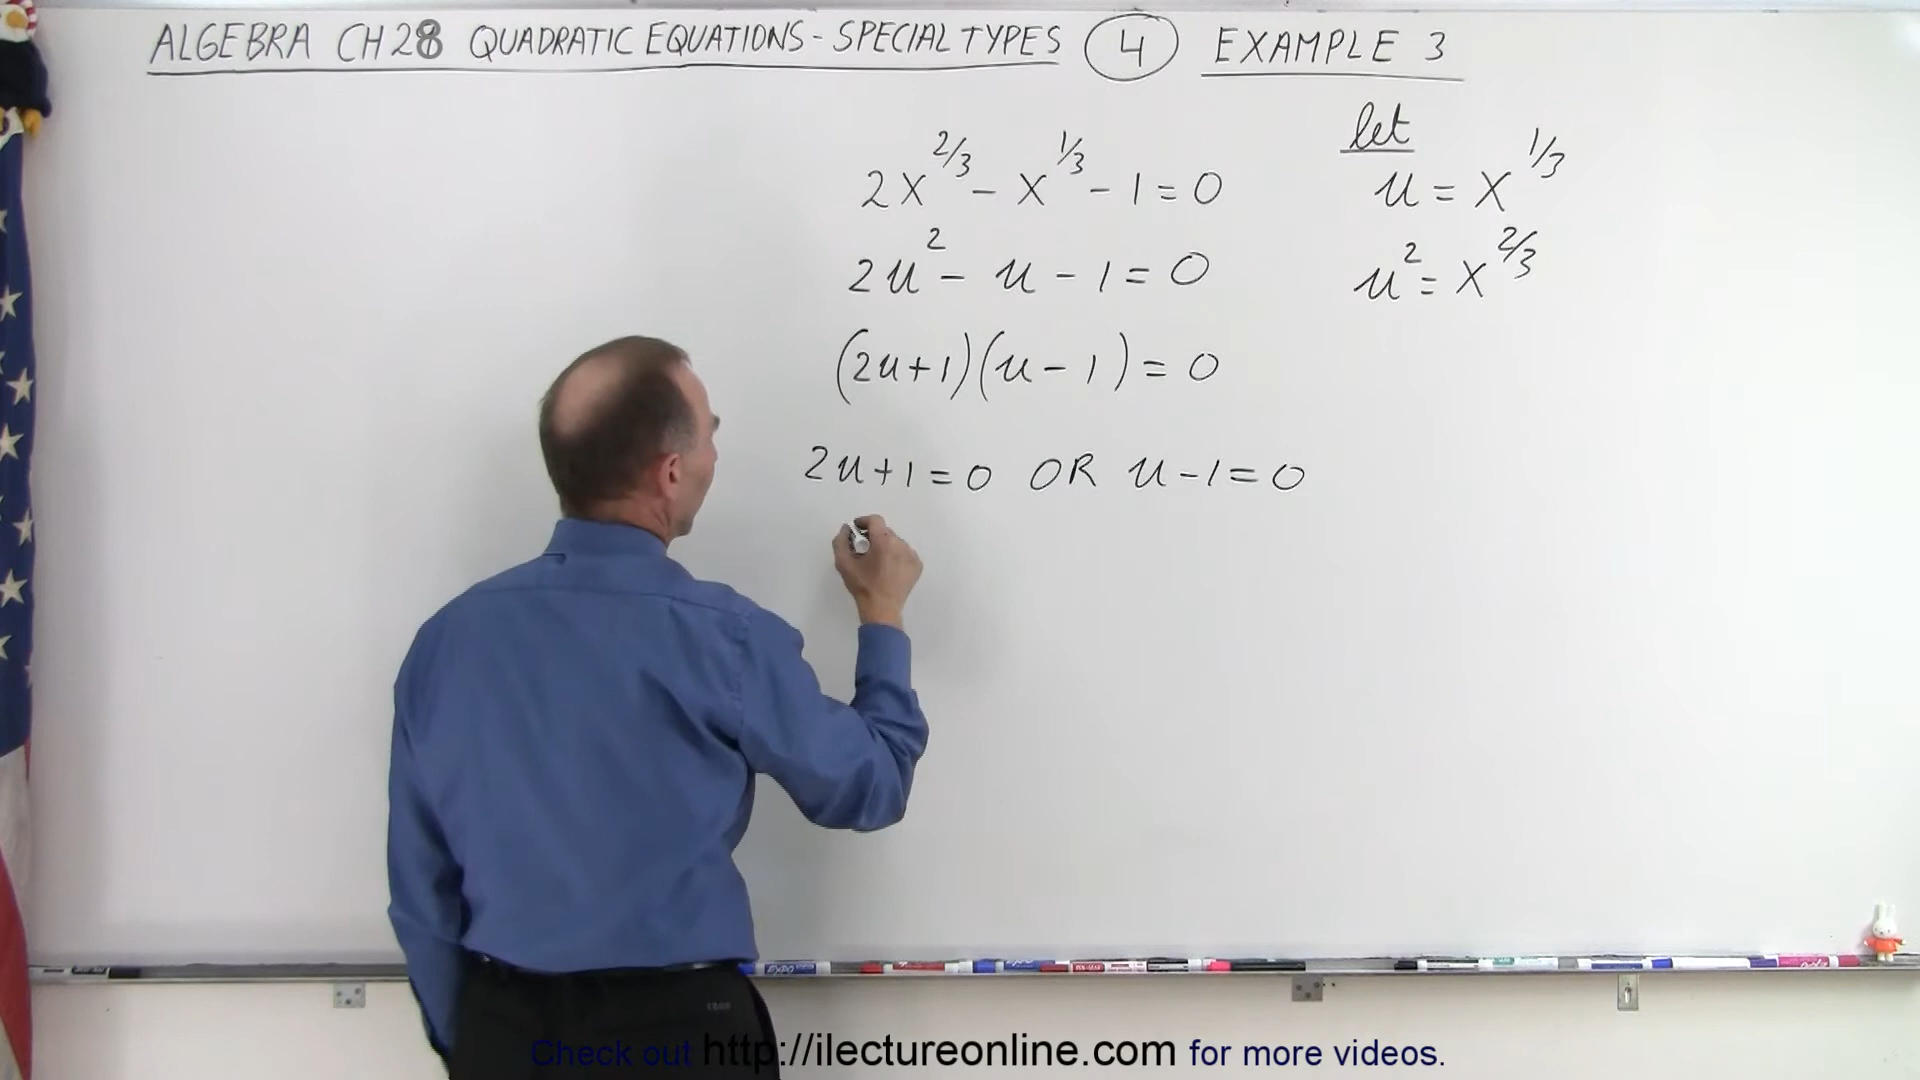 ALGEBRA CH28 QUADRATIC EQUATIONS - SPECIAL TYPES 4 EXAMPLE 3
let
2x^2/3 - x^1/3 - 1 = 0
u = x^1/3
2u^2 - u - 1 = 0
u^2 = x^2/3
(2u+1)(u-1) = 0
2u+1=0 OR u-1=0
EXPO
Check out http://ilectureonline.com for more videos.